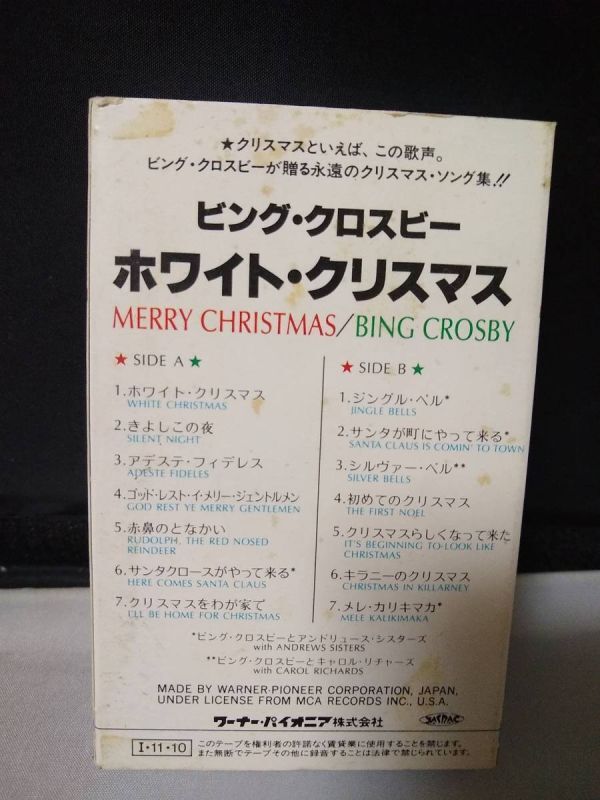 ★クリスマスといえば、この歌声。
ビング・クロスビーが贈る永遠のクリスマス・ソング集!!
ビング・クロスビー
ホワイト・クリスマス
MERRY CHRISTMAS/BING CROSBY
★ SIDE A ★
1.ホワイト・クリスマス
WHITE CHRISTMAS
2.きよしこの夜
SILENT NIGHT
3.アデステ・フィデレス
APESTE FIDELES
4.ゴッド・レスト・イ・メリー・ジェントルメン
GOD REST YE MERRY GENTLEMEN
5.赤鼻のとなかい
RUDOLPH, THE RED NOSED
REINDEER
6.サンタクロースがやって来る*
HERE COMES SANTA CLAUS
7.クリスマスをわが家で
I'LL BE HOME FOR CHRISTMAS
★ SIDE B ★
1.ジングル・ベル*
JINGLE BELLS
2.サンタが町にやって来る*
SANTA CLAUS IS COMIN' TO TOWN
3.シルヴァー・ベル**
SILVER BELLS
4.初めてのクリスマス
THE FIRST NOEL
5.クリスマスらしくなって来た
IT'S BEGINNING TO LOOK LIKE
CHRISTMAS
6.キラニーのクリスマス
CHRISTMAS IN KILLARNEY
7.メレ・カリキマカ*
MELE KALIKIMAKA
*ビング・クロスビーとアンドリュース・シスターズ
with ANDREWS SISTERS
**ビング・クロスビーとキャロル・リチャーズ
with CAROL RICHARDS
MADE BY WARNER-PIONEER CORPORATION, JAPAN,
UNDER LICENSE FROM MCA RECORDS INC., U.S.A.
ワーナー・パイオニア株式会社
I・11・10
このテープを権利者の許諾なく賃貸業に使用することを禁じます。
また無断でテープその他に録音することは法律で禁じられています。